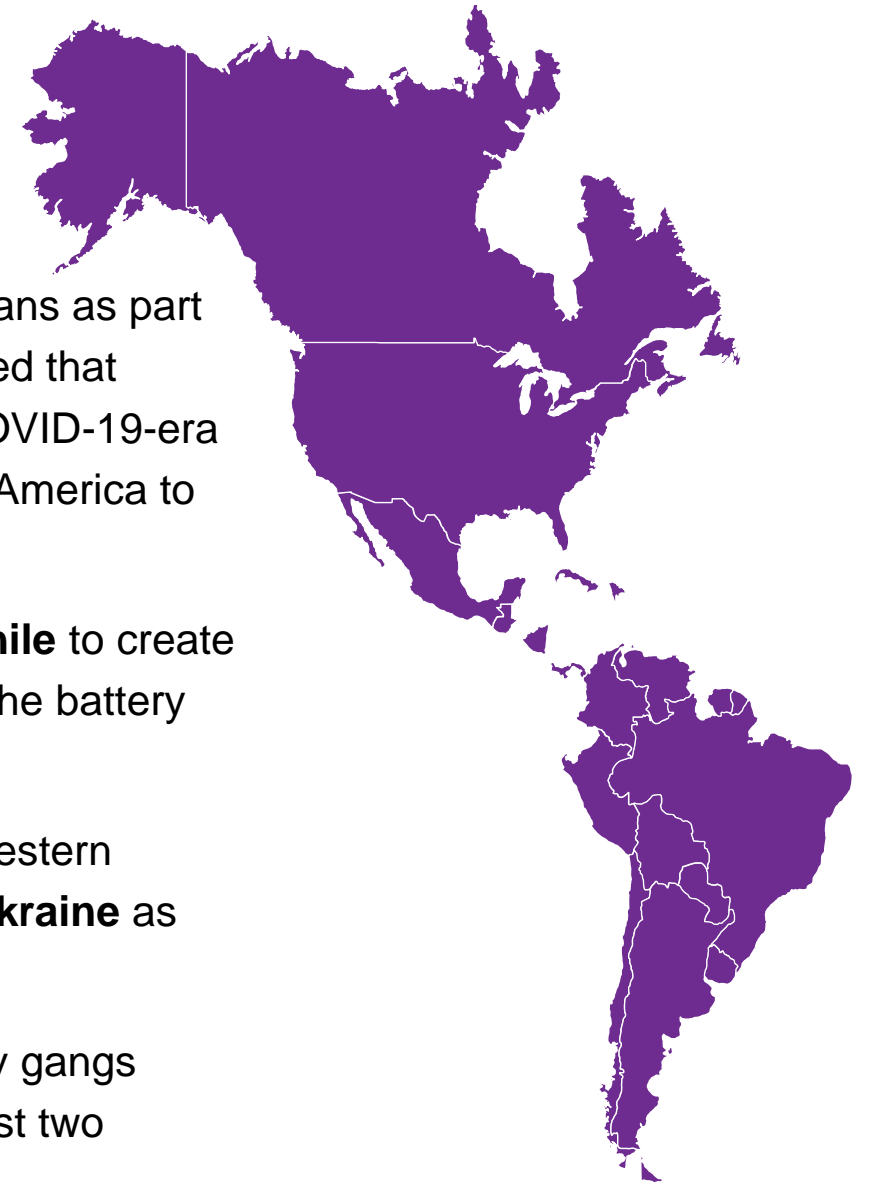 ans as part
ed that
OVID-19-era
America to
hile to create
he battery
estern
kraine as
y gangs
st two